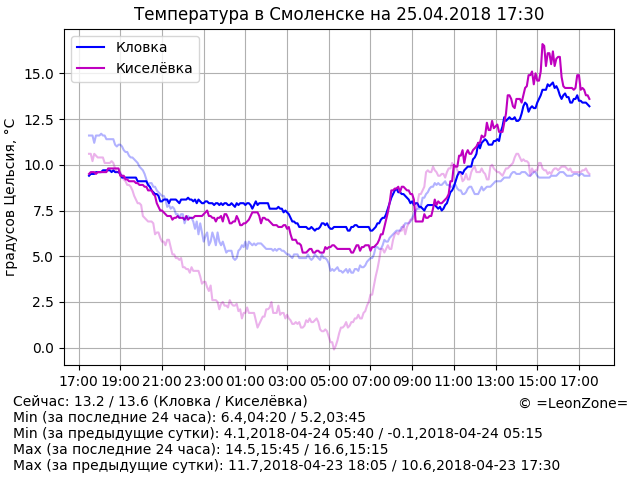 Температура в Смоленске на 25.04.2018 17:30
Кловка
Киселёвка
градусов Цельсия, °C
15.0
12.5
10.0
7.5
5.0
2.5
0.0
17:00 19:00 21:00 23:00 01:00 03:00 05:00 07:00 09:00 11:00 13:00 15:00 17:00
Сейчас: 13.2 / 13.6 (Кловка / Киселёвка)
© =LeonZone=
Min (за последние 24 часа): 6.4,04:20 / 5.2,03:45
Min (за предыдущие сутки): 4.1,2018-04-24 05:40 / -0.1,2018-04-24 05:15
Max (за последние 24 часа): 14.5,15:45 / 16.6,15:15
Max (за предыдущие сутки): 11.7,2018-04-23 18:05 / 10.6,2018-04-23 17:30